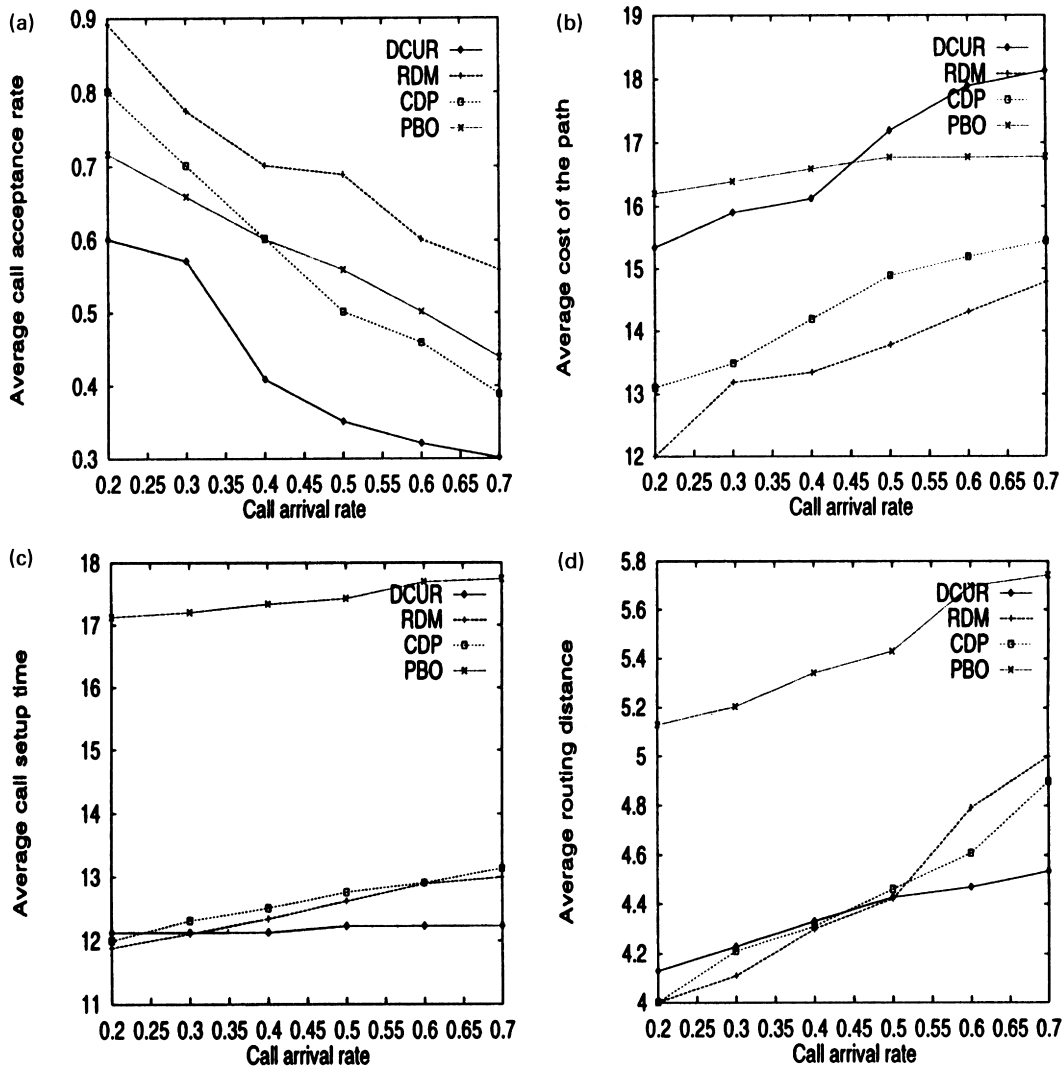 (a)
Average call acceptance rate
0.9
0.8
0.7
0.6
0.5
0.4
0.3
DCUR
RDM
CDP
PBO
0.2 0.25 0.3 0.35 0.4 0.45 0.5 0.55 0.6 0.65 0.7
Call arrival rate
(b)
Average cost of the path
19
18
17
16
15
14
13
12
DCUR
RDM
CDP
PBO
0.2 0.25 0.3 0.35 0.4 0.45 0.5 0.55 0.6 0.65 0.7
Call arrival rate
(c)
Average call setup time
18
17
16
15
14
13
12
11
DCUR
RDM
CDP
PBO
0.2 0.25 0.3 0.35 0.4 0.45 0.5 0.55 0.6 0.65 0.7
Call arrival rate
(d)
Average routing distance
5.8
5.6
5.4
5.2
5
4.8
4.6
4.4
4.2
4
DCUR
RDM
CDP
PBO
0.2 0.25 0.3 0.35 0.4 0.45 0.5 0.55 0.6 0.65 0.7
Call arrival rate